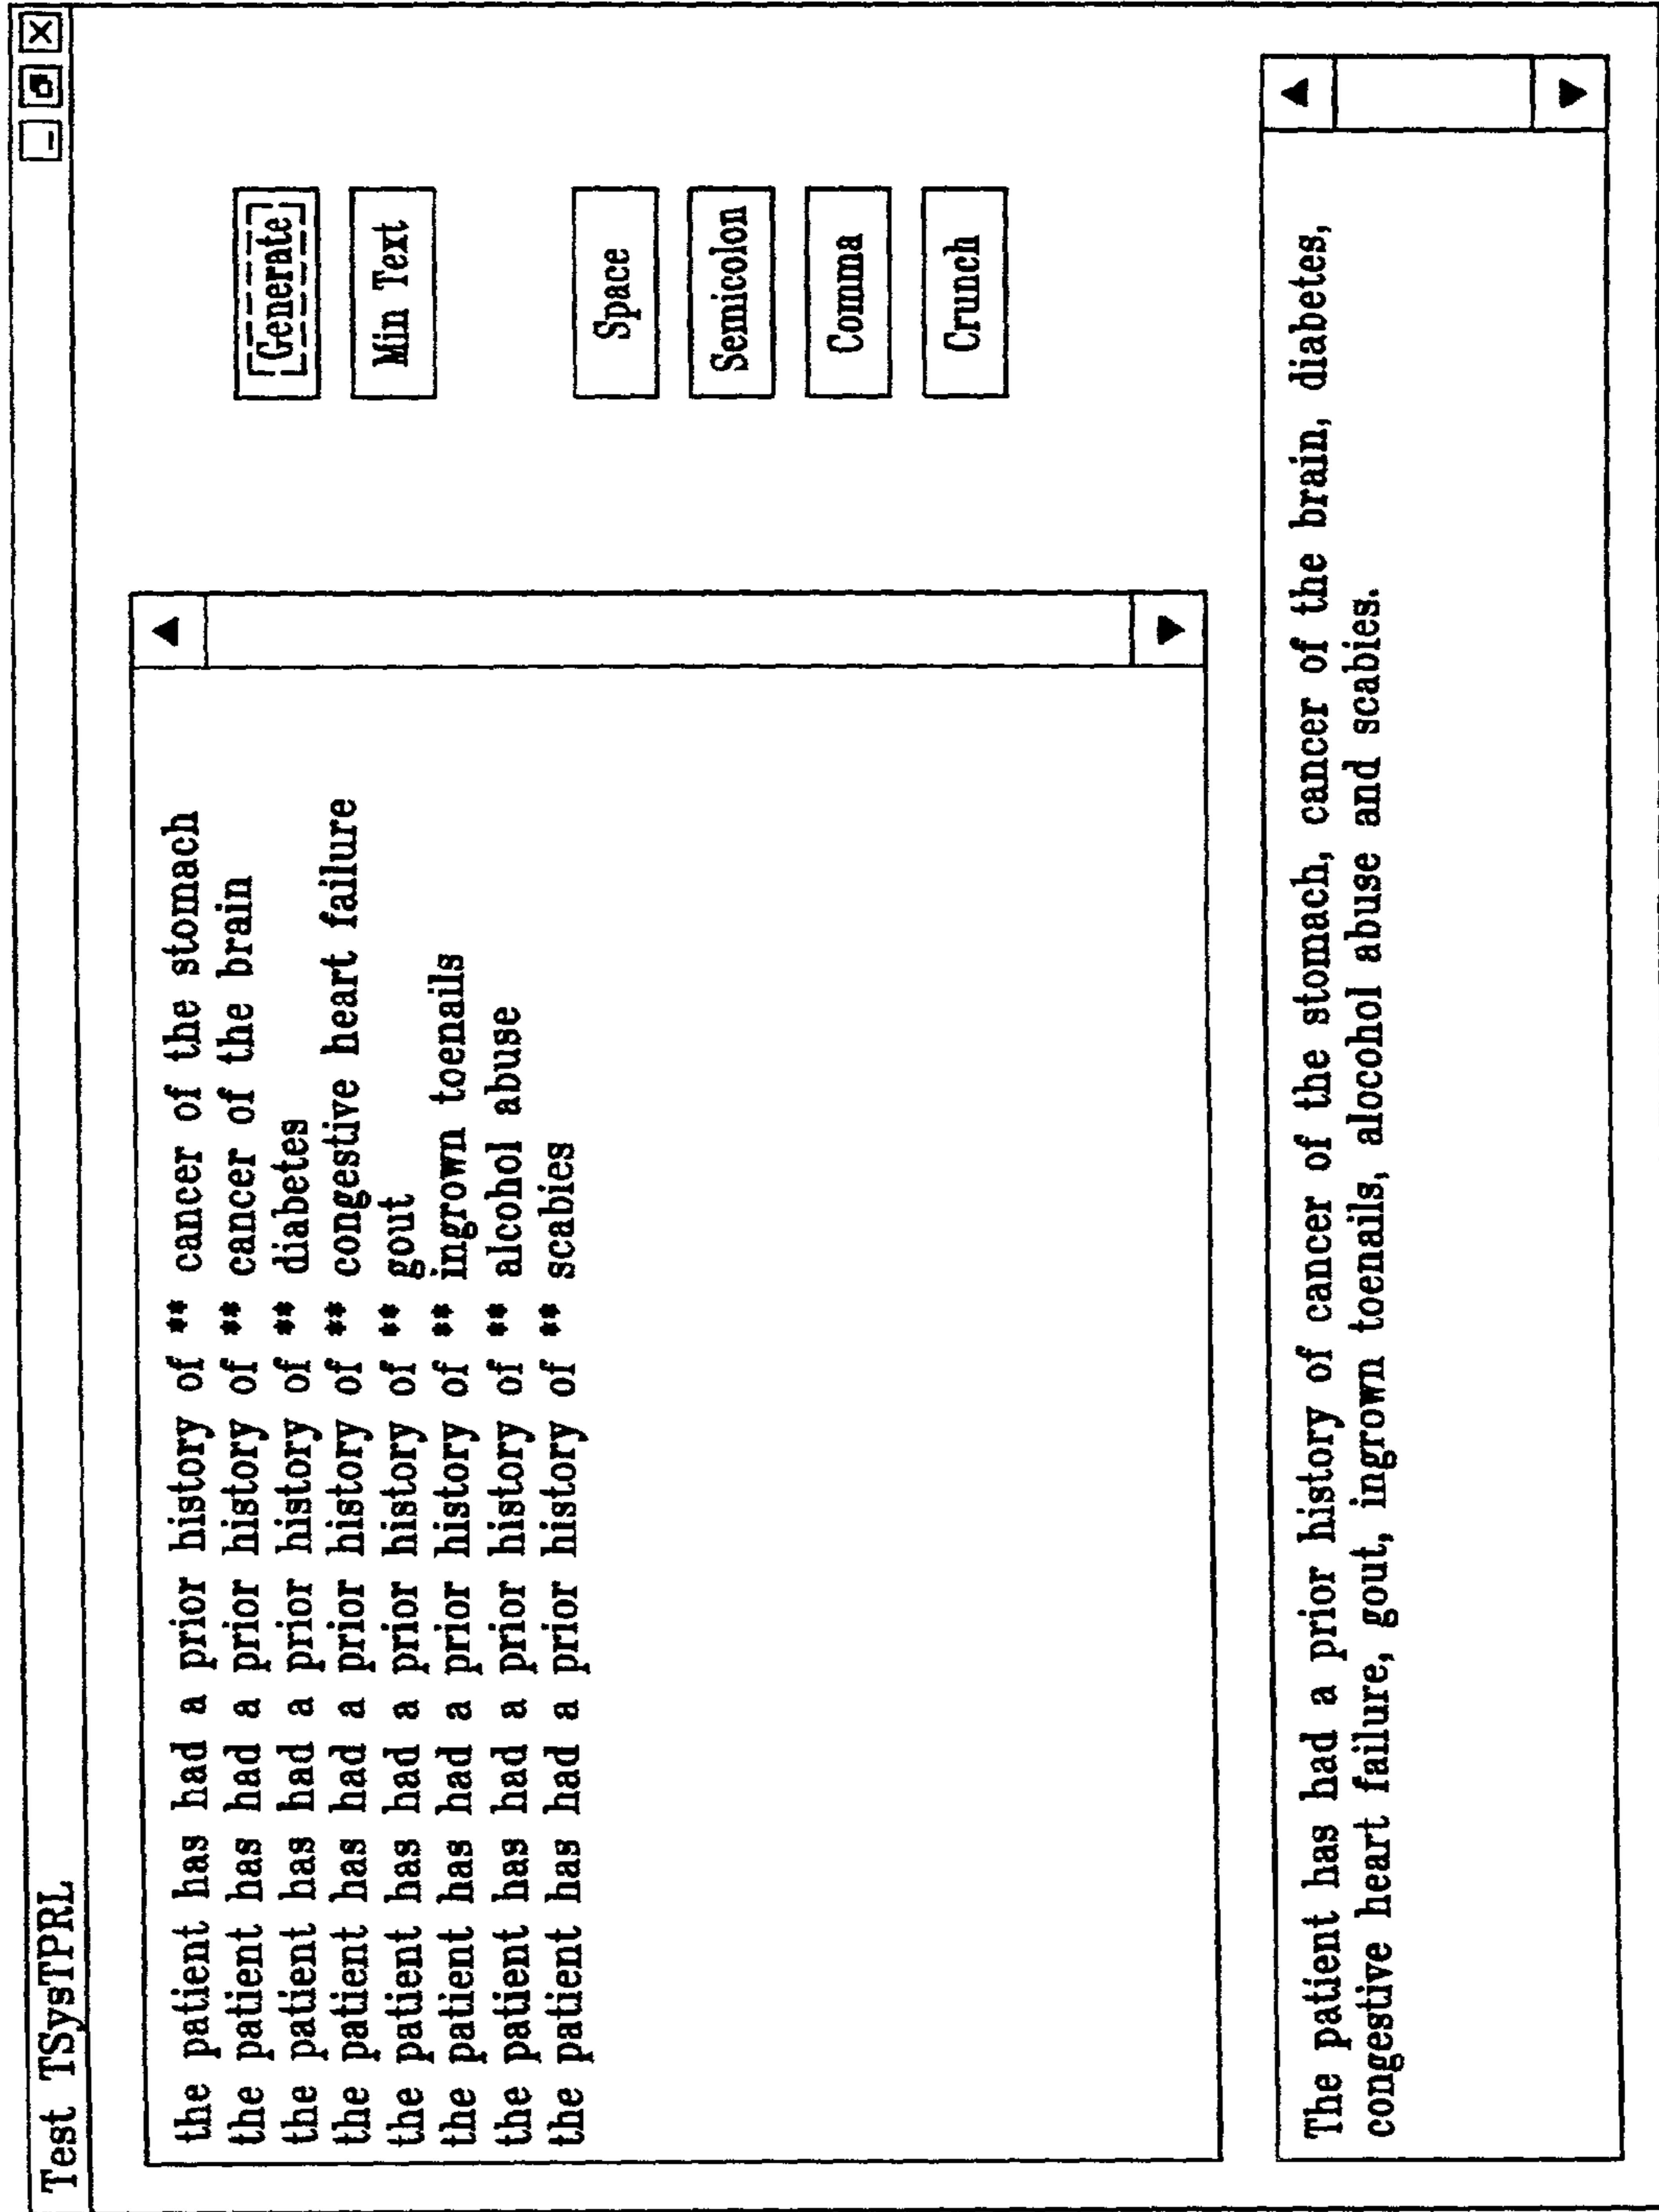 Test TSysTPRL
the patient has had a prior history of ** cancer of the stomach
the patient has had a prior history of ** cancer of the brain
the patient has had a prior history of ** diabetes
the patient has had a prior history of ** congestive heart failure
the patient has had a prior history of ** gout
the patient has had a prior history of ** ingrown toenails
the patient has had a prior history of ** alcohol abuse
the patient has had a prior history of ** scabies
Generate
Min Text
Space
Semicolon
Comma
Crunch
The patient has had a prior history of cancer of the stomach, cancer of the brain, diabetes,
congestive heart failure, gout, ingrown toenails, alocohol abuse and scabies.